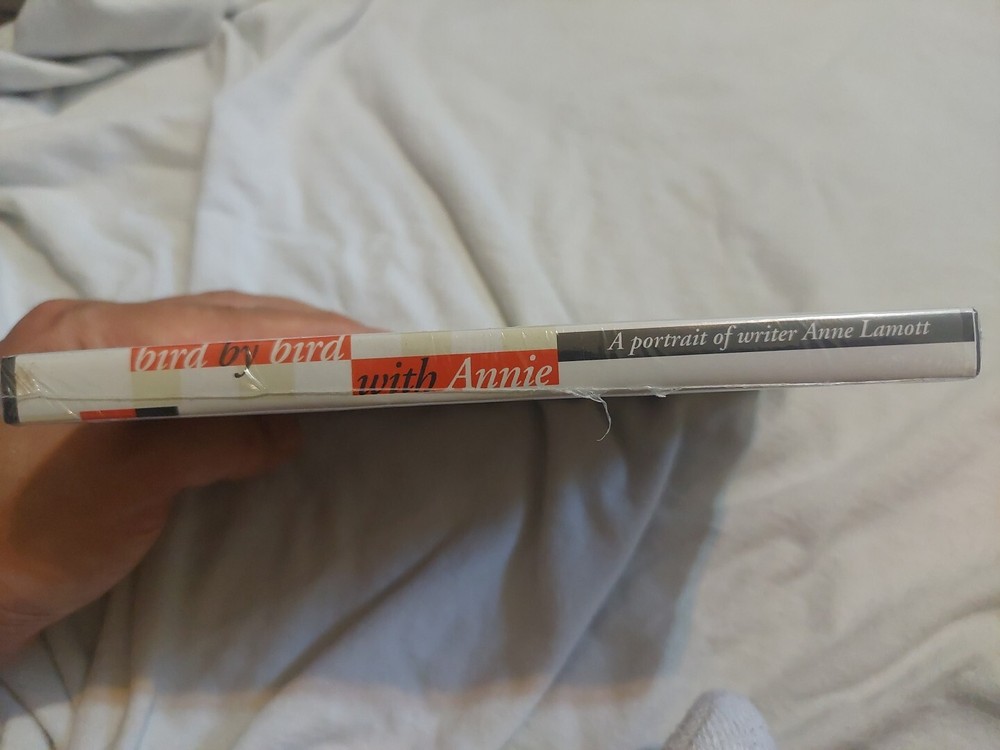 bird by bird
with Annie
A portrait of writer Anne Lamott